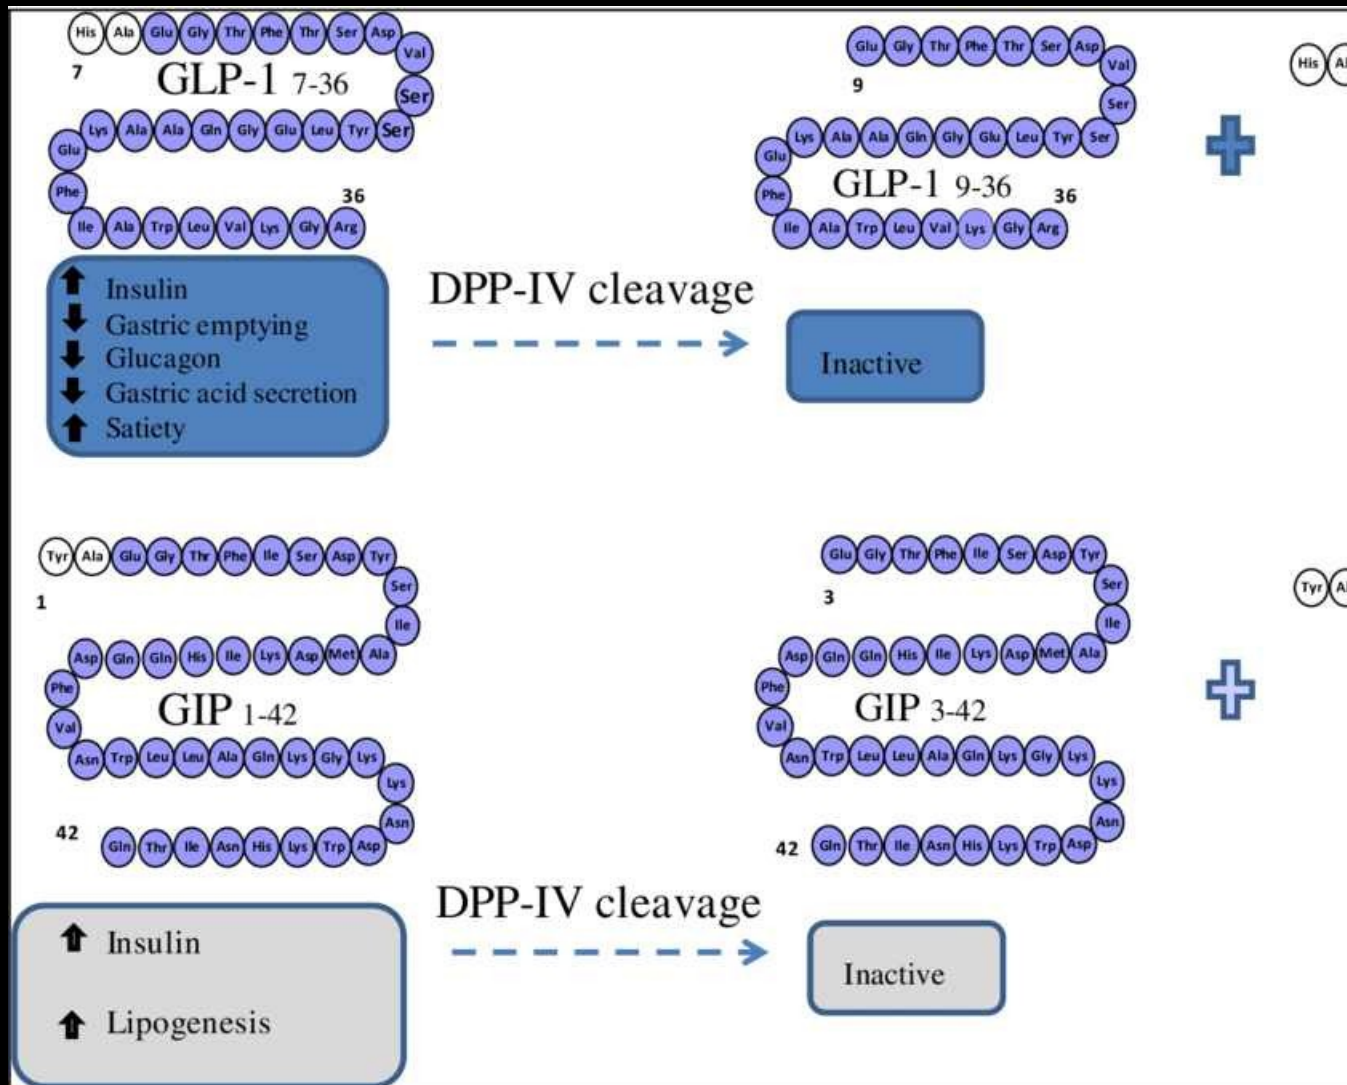 His Ala Glu Gly Thr Phe Thr Ser Asp
Val
7
GLP-1 7-36
Ser
Lys Ala Ala Gln Gly Glu Leu Tyr Ser
Glu
Phe
36
Ile Ala Trp Leu Val Lys Gly Arg
Insulin
Gastric emptying
Glucagon
Gastric acid secretion
Satiety
DPP-IV cleavage
Glu Gly Thr Phe Thr Ser Asp
Val
9
Ser
Lys Ala Ala Gln Gly Glu Leu Tyr Ser
Glu
GLP-1 9-36
Phe
36
Ile Ala Trp Leu Val Lys Gly Arg
Inactive
His
Tyr Ala Glu Gly Thr Phe Ile Ser Asp Tyr
Ser
1
Ile
Asp Gln Gln His Ile Lys Asp Met Ala
Phe
GIP 1-42
Val
Asn Trp Leu Leu Ala Gln Lys Gly Lys
Lys
Asn
42
Gln Thr Ile Asn His Lys Trp Asp
Insulin
Lipogenesis
DPP-IV cleavage
Glu Gly Thr Phe Ile Ser Asp Tyr
Ser
3
Ile
Asp Gln Gln His Ile Lys Asp Met Ala
Phe
GIP 3-42
Val
Asn Trp Leu Leu Ala Gln Lys Gly Lys
Lys
Asn
42 Gln Thr Ile Asn His Lys Trp Asp
Inactive
Tyr